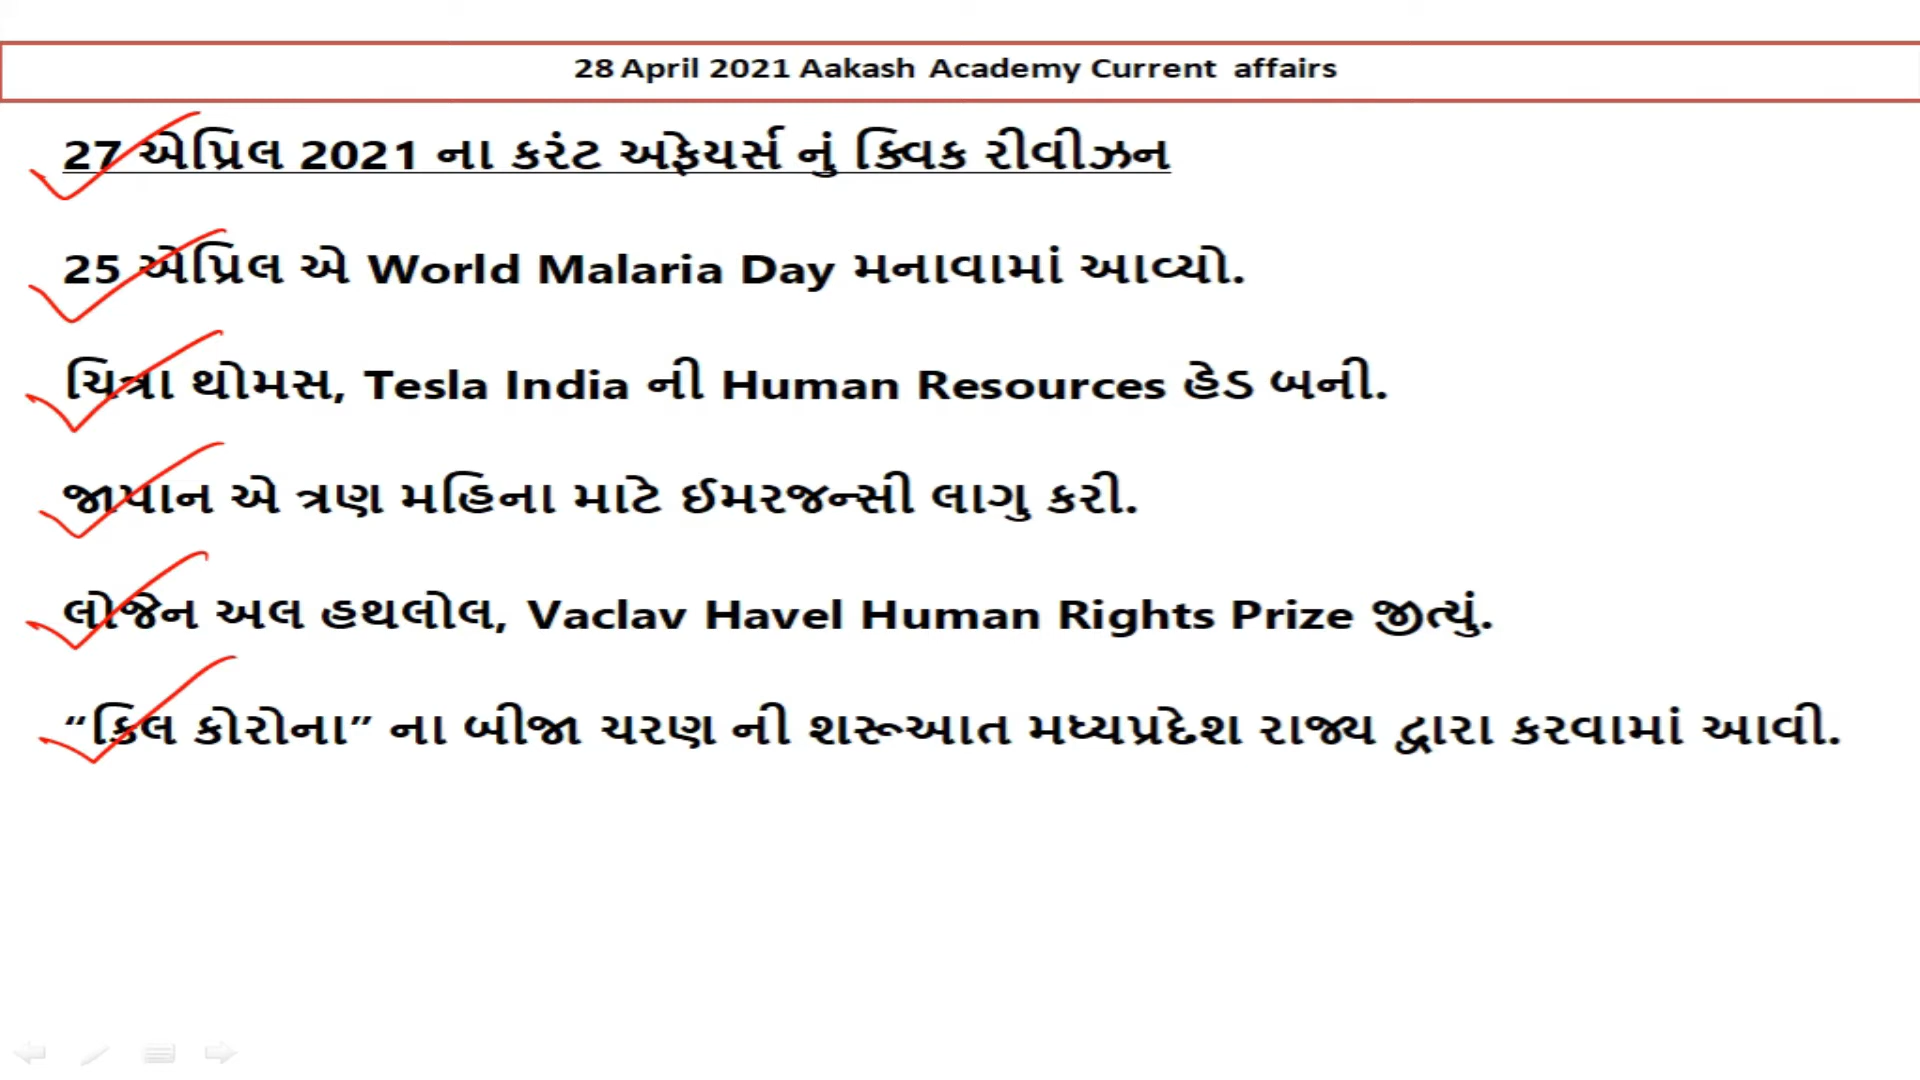 28 April 2021 Aakash Academy Current affairs
27 એપ્રિલ 2021 ના કરંટ અફેયર્સ નું ક્વિક રીવીઝન
25 એપ્રિલ એ World Malaria Day મનાવામાં આવ્યો.
ચિત્રા થોમસ, Tesla India ની Human Resources હેડ બની.
જાપાન એ ત્રણ મહિના માટે ઈમરજન્સી લાગુ કરી.
લોજેન અલ હથલોલ, Vaclav Havel Human Rights Prize જીત્યું.
“કિલ કોરોના” ના બીજા ચરણ ની શરૂઆત મધ્યપ્રદેશ રાજ્ય દ્વારા કરવામાં આવી.